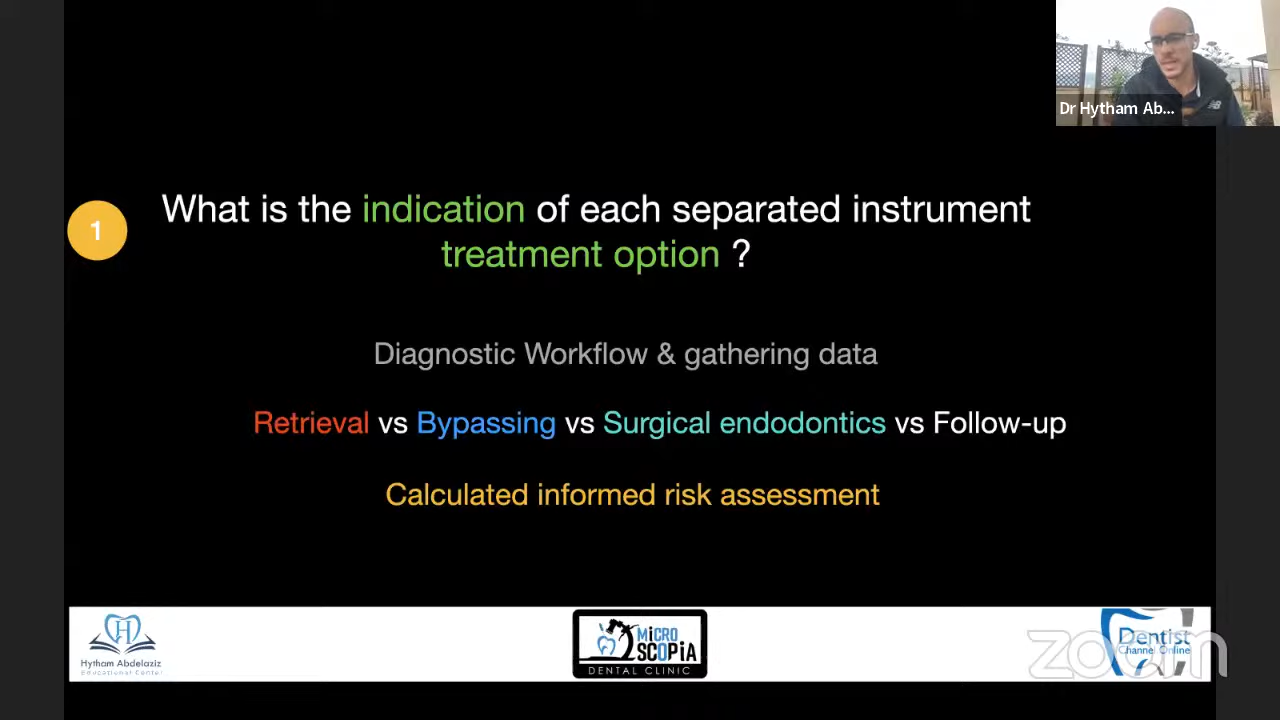 Dr Hytham Ab...
1
What is the indication of each separated instrument
treatment option ?
Diagnostic Workflow & gathering data
Retrieval vs Bypassing vs Surgical endodontics vs Follow-up
Calculated informed risk assessment
H
Hytham Abdelaziz
Educational Center
MiCRO
SCOPiA
DENTAL CLINIC
Dentist
Channel Online
zoom